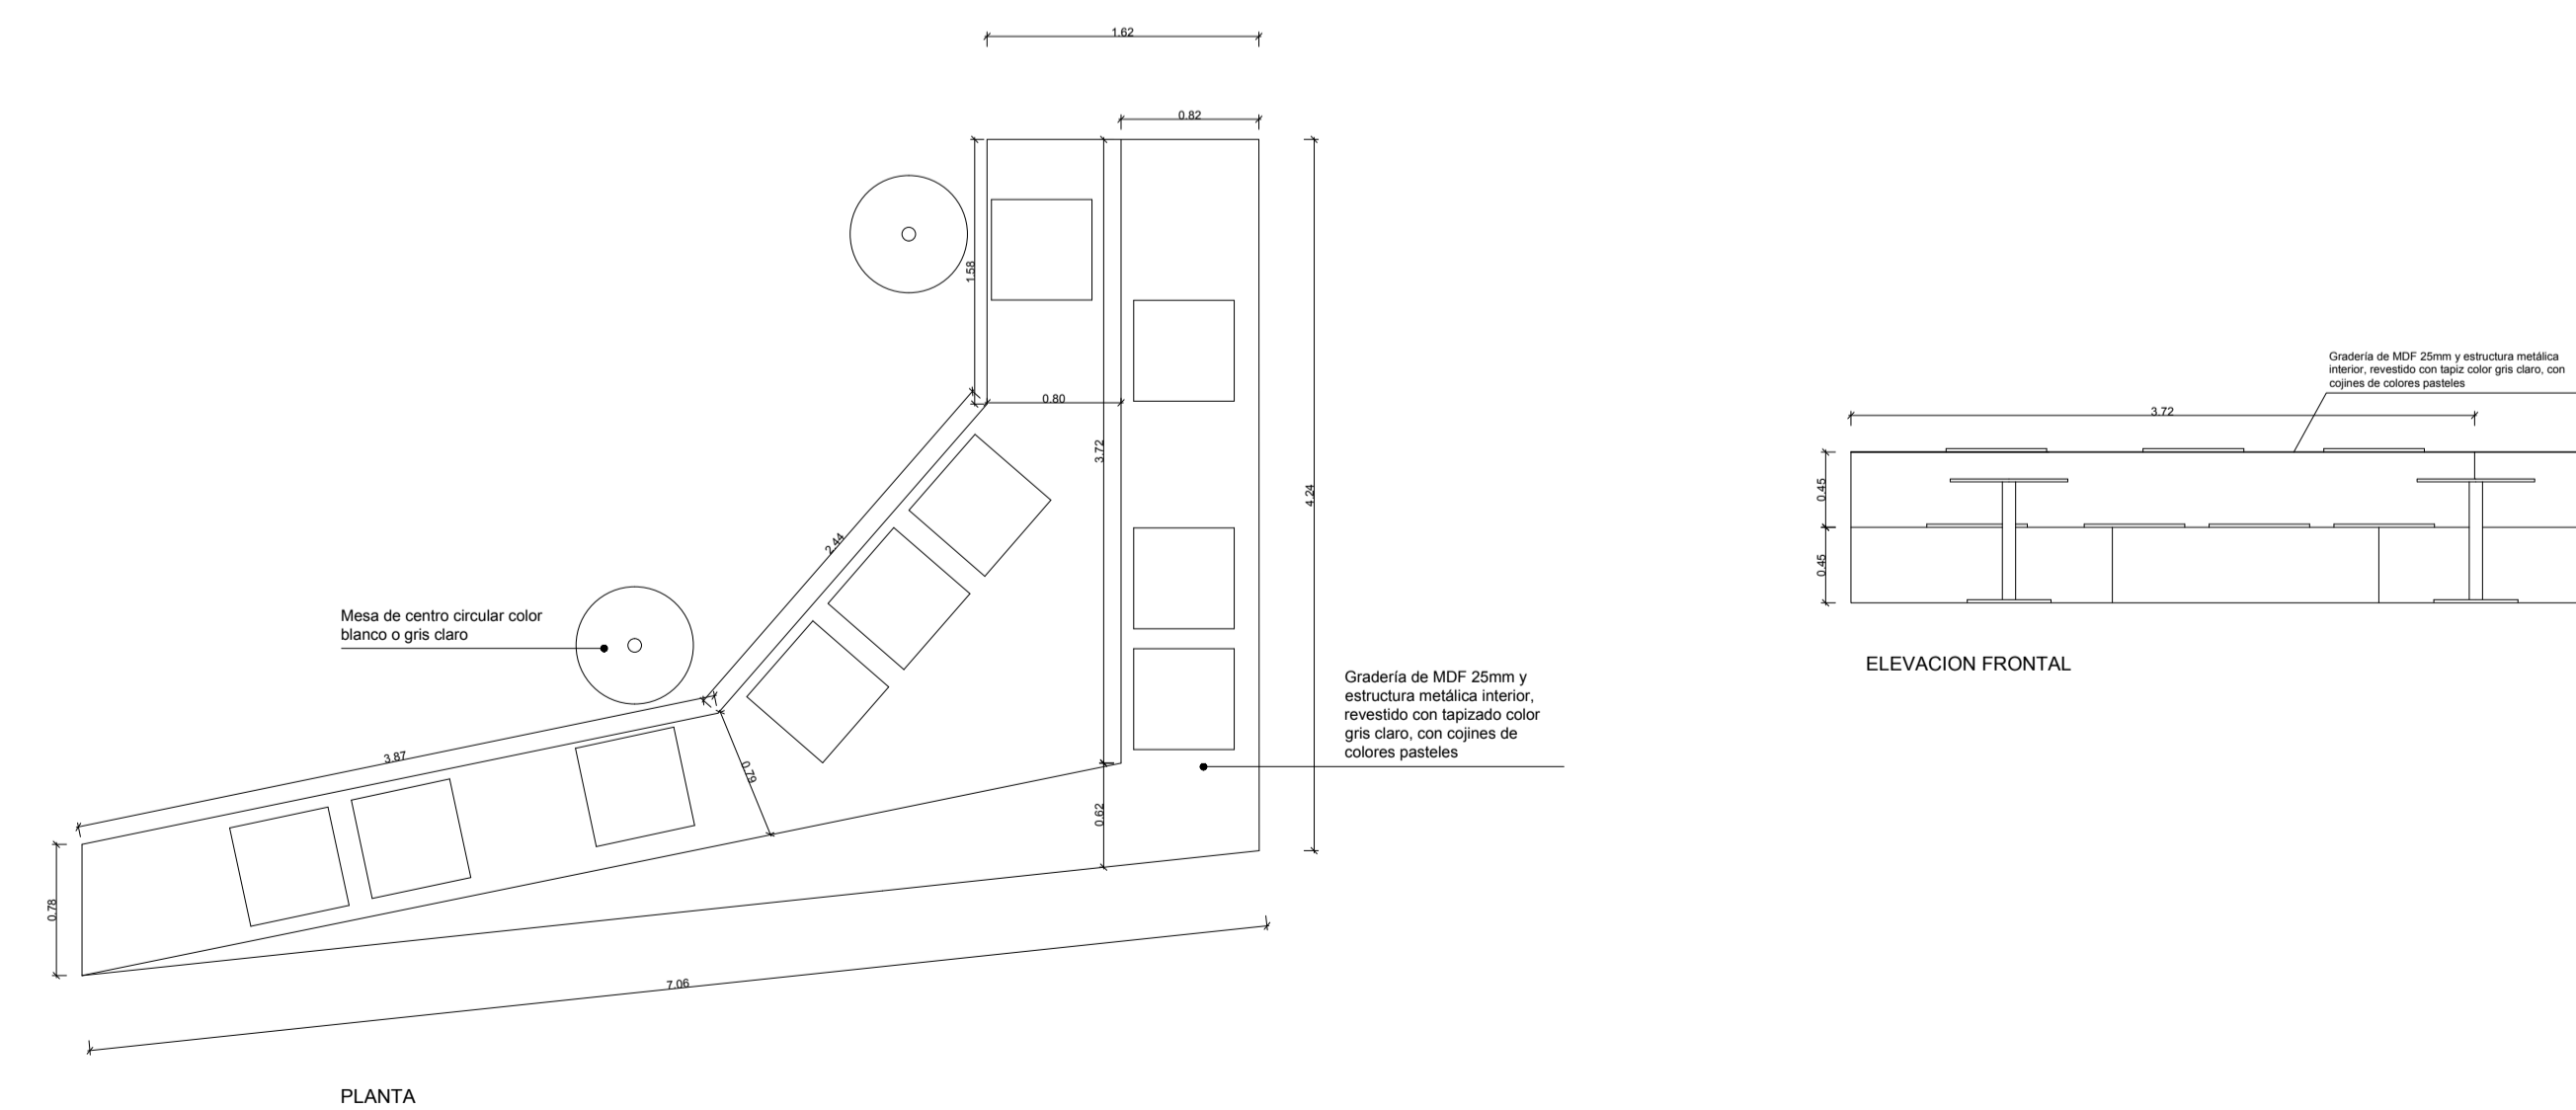 1.62
0.82
1.58
0.80
3.72
4.24
2.44
Mesa de centro circular color
blanco o gris claro
3.87
0.79
0.62
0.78
7.06
Gradería de MDF 25mm y
estructura metálica interior,
revestido con tapizado color
gris claro, con cojines de
colores pasteles
PLANTA
Gradería de MDF 25mm y estructura metálica
interior, revestido con tapiz color gris claro, con
cojines de colores pasteles
3.72
0.45
0.45
ELEVACION FRONTAL